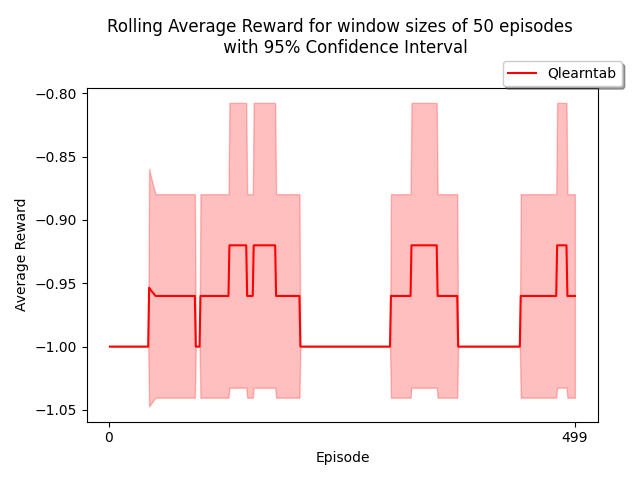 Rolling Average Reward for window sizes of 50 episodes
with 95% Confidence Interval
Qlearntab
−0.80
−0.85
−0.90
−0.95
−1.00
−1.05
Average Reward
0
499
Episode